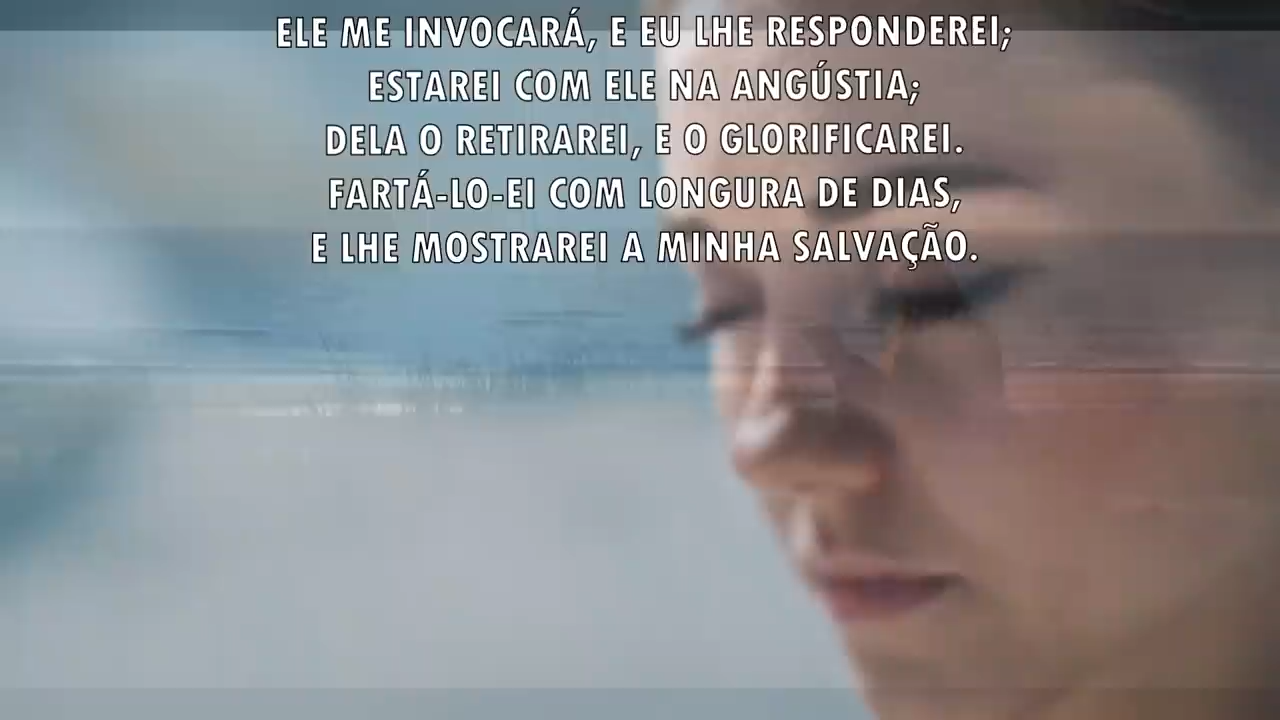 ELE ME INVOCARÁ, E EU LHE RESPONDEREI;
ESTAREI COM ELE NA ANGÚSTIA;
DELA O RETIRAREI, E O GLORIFICAREI.
FARTÁ-LO-EI COM LONGURA DE DIAS,
E LHE MOSTRAREI A MINHA SALVAÇÃO.